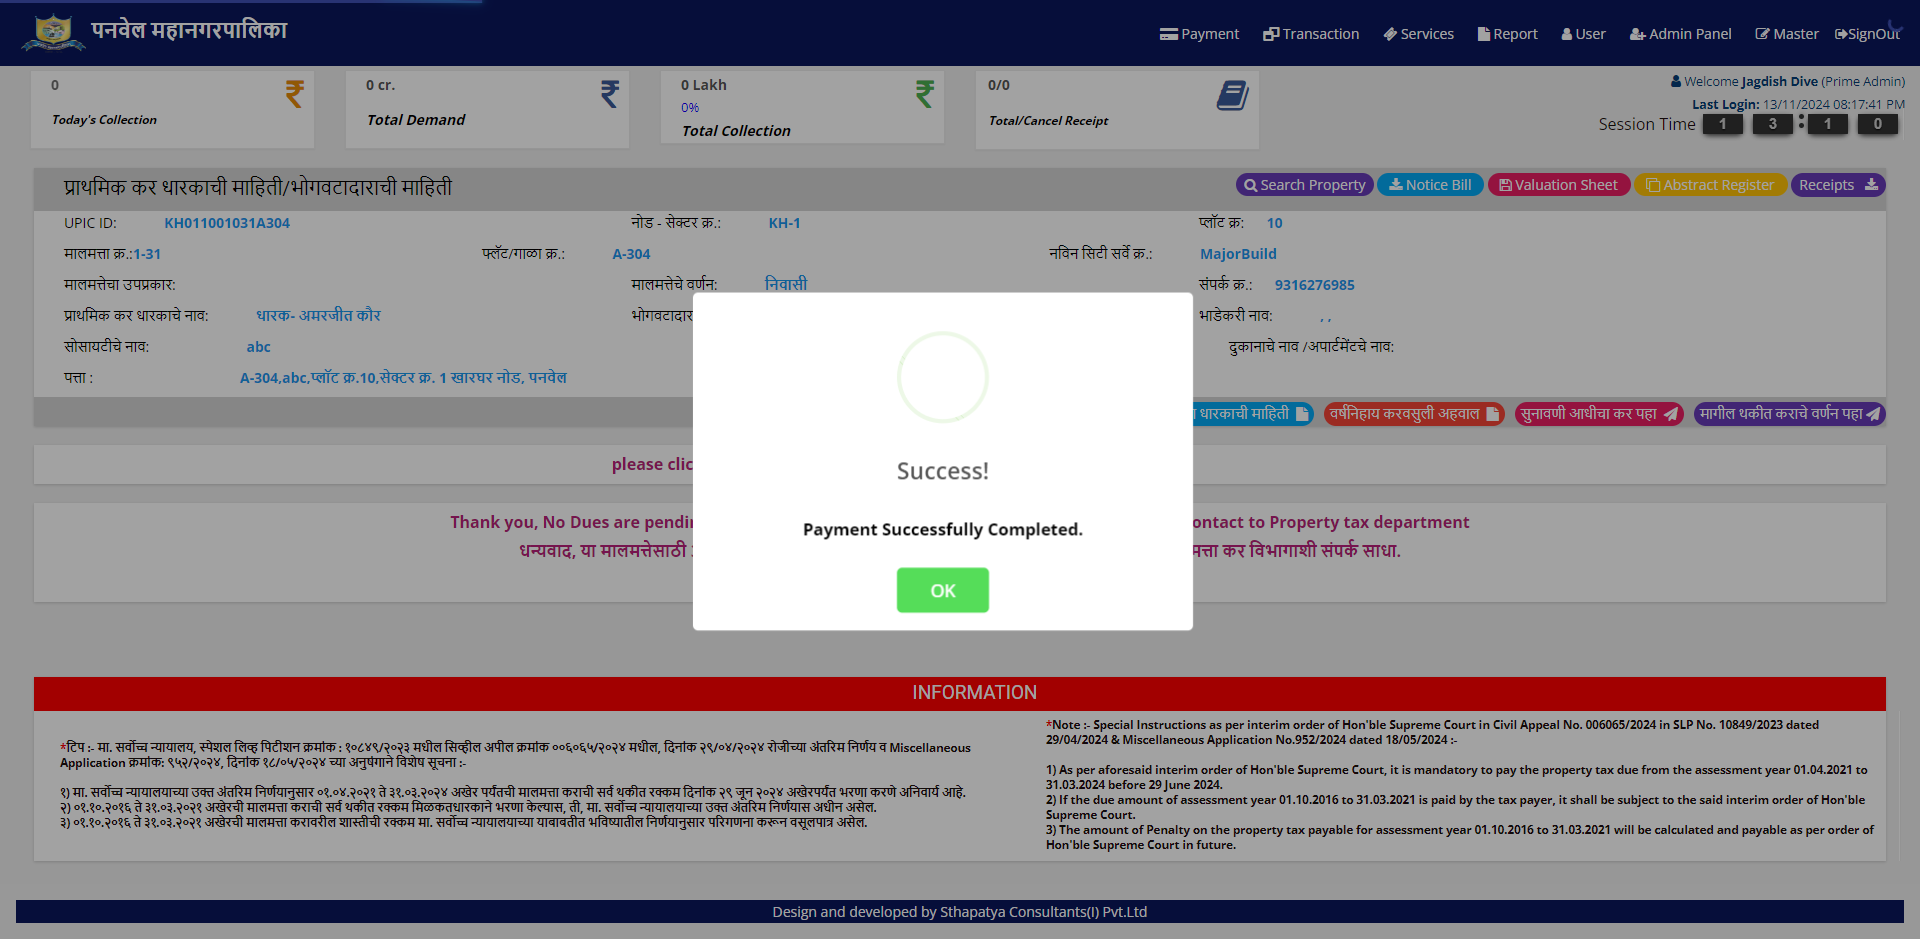 पनवेल महानगरपालिका
Payment Transaction Services Report User Admin Panel Master SignOut
0
Today's Collection
0 cr.
Total Demand
0 Lakh
0%
Total Collection
0/0
Total/Cancel Receipt
Welcome Jagdish Dive (Prime Admin)
Last Login: 13/11/2024 08:17:41 PM
Session Time 1 3 : 1 0
प्राथमिक कर धारकाची माहिती/भोगवटादाराची माहिती
Search Property Notice Bill Valuation Sheet Abstract Register Receipts
UPIC ID: KH011001031A304 नोड - सेक्टर क्र.: KH-1 प्लॉट क्र: 10
मालमत्ता क्र.:1-31 फ्लॅट/गाळा क्र.: A-304 नविन सिटी सर्वे क्र.: MajorBuild
मालमत्तेचा उपप्रकार: मालमत्तेचे वर्णन: निवासी संपर्क क्र.: 9316276985
प्राथमिक कर धारकाचे नाव: धारक- अमरजीत कौर भोगवटादार भाडेकरी नाव: , ,
सोसायटीचे नाव: abc दुकानाचे नाव /अपार्टमेंटचे नाव:
पत्ता : A-304,abc,प्लॉट क्र.10,सेक्टर क्र. 1 खारघर नोड, पनवेल
धारकाची माहिती वर्षनिहाय करवसुली अहवाल सुनावणी आधीचा कर पहा मागील थकीत कराचे वर्णन पहा
please clic
Thank you, No Dues are pendin ontact to Property tax department
धन्यवाद, या मालमत्तेसाठी मत्ता कर विभागाशी संपर्क साधा.
Success!
Payment Successfully Completed.
OK
INFORMATION
*टिप :- मा. सर्वोच्च न्यायालय, स्पेशल लिव्ह पिटीशन क्रमांक : १०८४९/२०२३ मधील सिव्हील अपील क्रमांक ००६०६५/२०२४ मधील, दिनांक २९/०४/२०२४ रोजीच्या अंतरिम निर्णय व Miscellaneous
Application क्रमांक: ९५२/२०२४, दिनांक १८/०५/२०२४ च्या अनुषंगाने विशेष सूचना :-
१) मा. सर्वोच्च न्यायालयाच्या उक्त अंतरिम निर्णयानुसार ०१.०४.२०२१ ते ३१.०३.२०२४ अखेर पर्यंतची मालमत्ता कराची सर्व थकीत रक्कम दिनांक २९ जून २०२४ अखेरपर्यंत भरणा करणे अनिवार्य आहे.
२) ०१.१०.२०१६ ते ३१.०३.२०२१ अखेरची मालमत्ता कराची सर्व थकीत रक्कम मिळकतधारकाने भरणा केल्यास, ती, मा. सर्वोच्च न्यायालयाच्या उक्त अंतरिम निर्णयास अधीन असेल.
३) ०१.१०.२०१६ ते ३१.०३.२०२१ अखेरची मालमत्ता करावरील शास्तीची रक्कम मा. सर्वोच्च न्यायालयाच्या याबाबतीत भविष्यातील निर्णयानुसार परिगणना करून वसूलपात्र असेल.
*Note :- Special Instructions as per interim order of Hon'ble Supreme Court in Civil Appeal No. 006065/2024 in SLP No. 10849/2023 dated
29/04/2024 & Miscellaneous Application No.952/2024 dated 18/05/2024 :-
1) As per aforesaid interim order of Hon'ble Supreme Court, it is mandatory to pay the property tax due from the assessment year 01.04.2021 to
31.03.2024 before 29 June 2024.
2) If the due amount of assessment year 01.10.2016 to 31.03.2021 is paid by the tax payer, it shall be subject to the said interim order of Hon'ble
Supreme Court.
3) The amount of Penalty on the property tax payable for assessment year 01.10.2016 to 31.03.2021 will be calculated and payable as per order of
Hon'ble Supreme Court in future.
Design and developed by Sthapatya Consultants(I) Pvt.Ltd